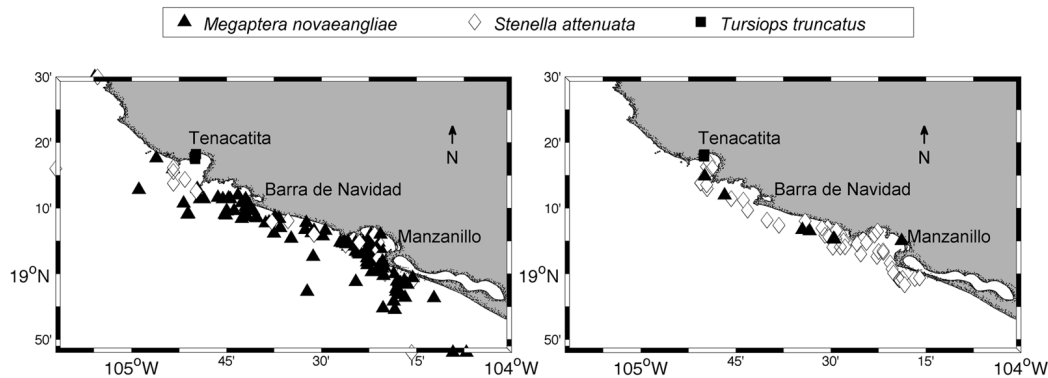 Megaptera novaeangliae Stenella attenuata Tursiops truncatus
30' 30'
20' Tenacatita 20' Tenacatita
N N
Barra de Navidad Barra de Navidad
10' 10'
Manzanillo Manzanillo
19°N 19°N
50' 50'
105°W 45' 30' 15' 104°W 105°W 45' 30' 15' 104°W